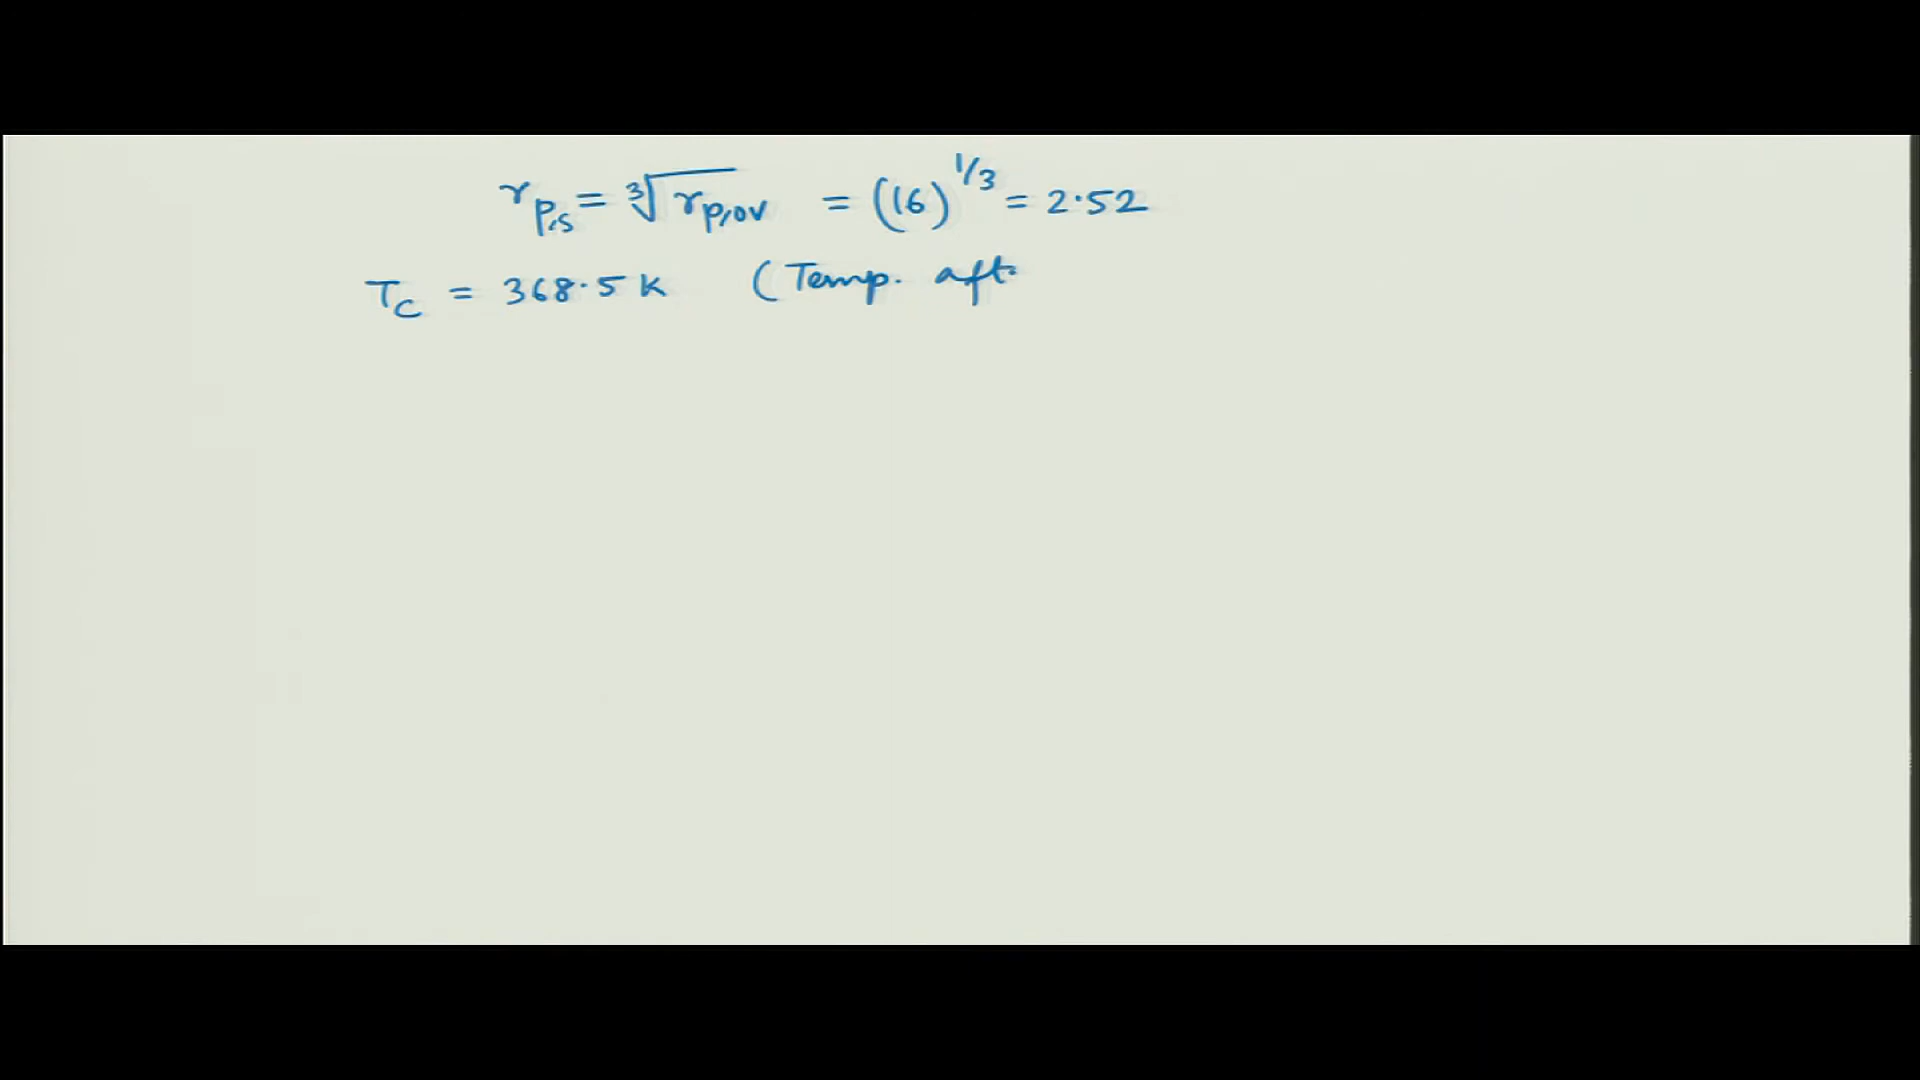 r_{p,s} = ∛r_{p,ov} = (16)^{1/3} = 2.52
T_C = 368.5 K (Temp. aft